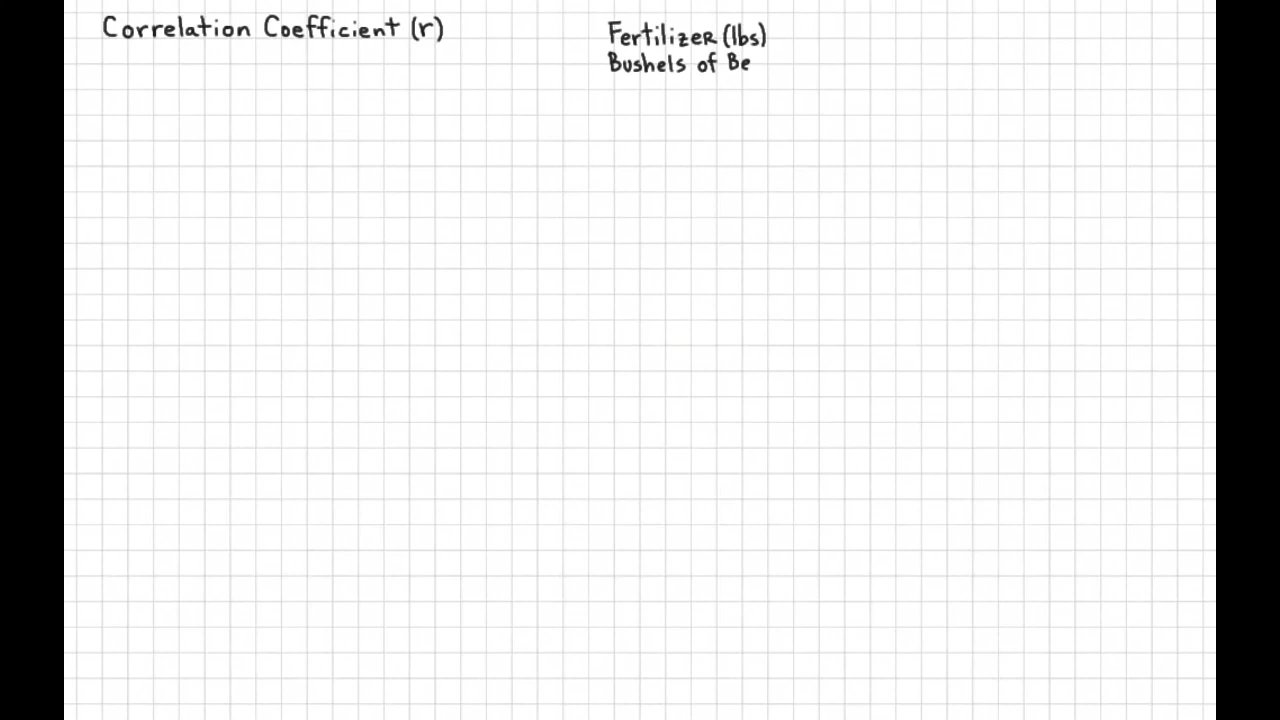 Correlation Coefficient (r)
Fertilizer (lbs)
Bushels of Be